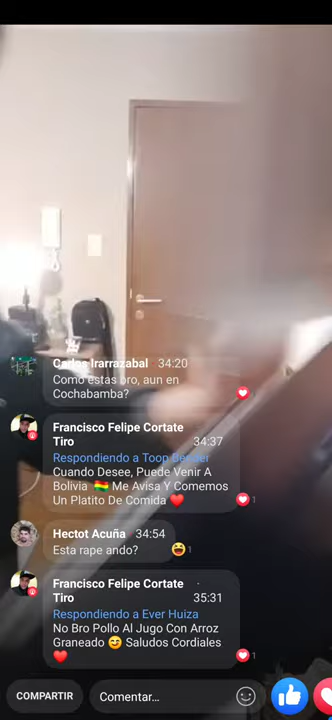 Carlos Irarrazabal 34:20
Como estas bro, aun en
Cochabamba?
Francisco Felipe Cortate
Tiro 34:37
Respondiendo a Toop
Cuando Desee, Puede Venir A
Bolivia 🇧🇴 Me Avisa Y Comemos
Un Platito De Comida ❤️
1
Hectot Acuña 34:54
Esta rape ando?
1
Francisco Felipe Cortate ·
Tiro 35:31
Respondiendo a Ever Huiza
No Bro Pollo Al Jugo Con Arroz
Graneado 😋 Saludos Cordiales
❤️
1
COMPARTIR
Comentar...